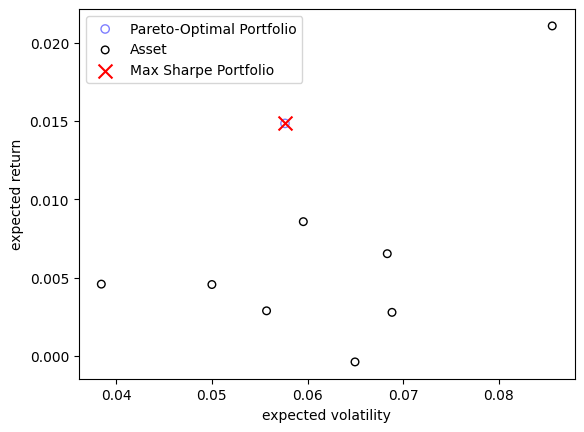 Pareto-Optimal Portfolio
Asset
Max Sharpe Portfolio
0.020
0.015
0.010
0.005
0.000
expected return
0.04 0.05 0.06 0.07 0.08
expected volatility